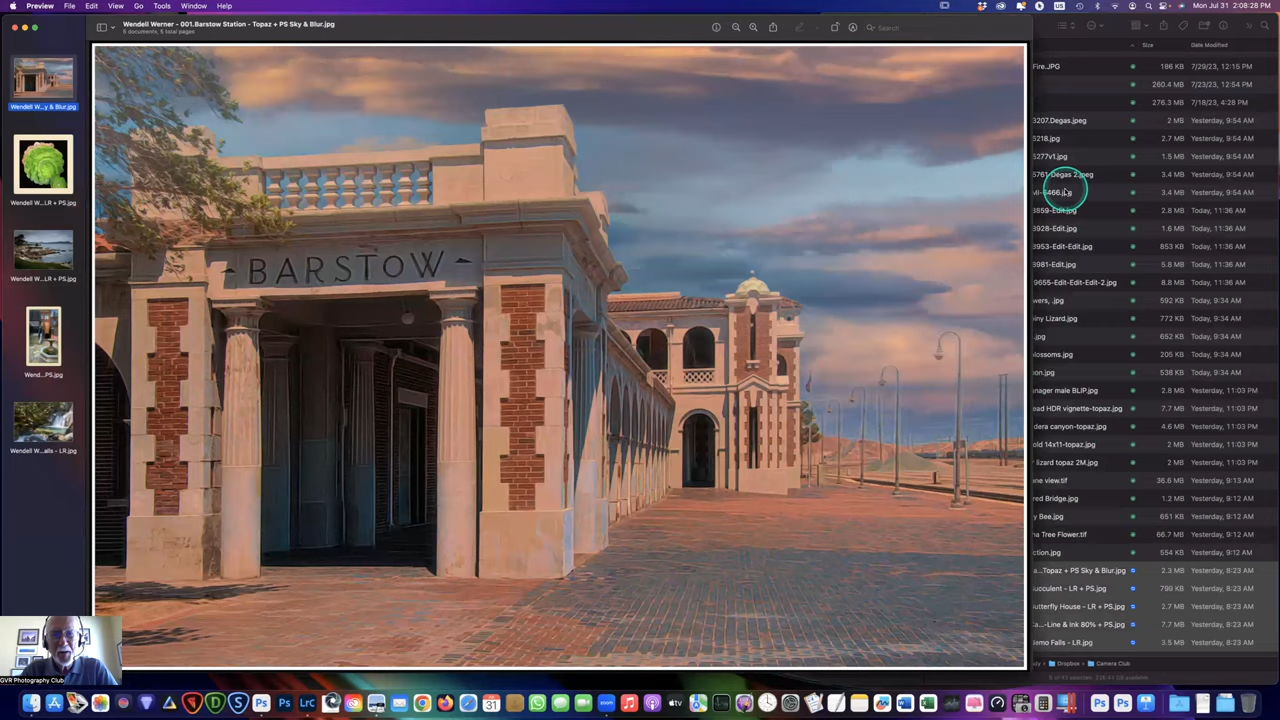 Preview File Edit View Go Tools Window Help
Mon Jul 31 2:08:28 PM
Wendell Werner - 001.Barstow Station - Topaz + PS Sky & Blur.jpg
5 documents, 5 total pages
Search
Wendell W...y & Blur.jpg
Wendell W...LR + PS.jpg
Wendell W...LR + PS.jpg
Wend...PS.jpg
Wendell W...alls - LR.jpg
BARSTOW
GVR Photography Club
Size Date Modified
Fire.JPG 186 KB 7/29/23, 12:15 PM
260.4 MB 7/23/23, 12:54 PM
276.3 MB 7/18/23, 4:28 PM
3207.Degas.jpeg 2 MB Yesterday, 9:54 AM
5218.jpg 2.7 MB Yesterday, 9:54 AM
5277v1.jpg 1.5 MB Yesterday, 9:54 AM
5761-Degas 2.jpeg 3.4 MB Yesterday, 9:54 AM
3.4 MB Yesterday, 9:54 AM
3859-Edit.jpg 2.8 MB Today, 11:36 AM
3928-Edit.jpg 1.6 MB Today, 11:36 AM
3953-Edit-Edit.jpg 853 KB Today, 11:36 AM
3981-Edit.jpg 5.8 MB Today, 11:36 AM
9655-Edit-Edit-Edit-2.jpg 8.8 MB Today, 11:36 AM
wers, .jpg 592 KB Today, 9:34 AM
iny Lizard.jpg 772 KB Today, 9:34 AM
.jpg 652 KB Today, 9:34 AM
lossoms.jpg 205 KB Today, 9:34 AM
on.jpg 538 KB Today, 9:34 AM
nager male BLIP.jpg 2.8 MB Yesterday, 11:03 PM
ead HDR vignette-topaz.jpg 7.7 MB Yesterday, 11:03 PM
dera canyon-topaz.jpg 4.6 MB Yesterday, 11:03 PM
old 14x11-topaz.jpg 2 MB Yesterday, 11:03 PM
r lizard topaz 2M.jpg 2.7 MB Yesterday, 11:03 PM
ane view.tif 36.6 MB Yesterday, 9:13 AM
red Bridge.jpg 1.2 MB Yesterday, 9:12 AM
y Bee.jpg 651 KB Yesterday, 9:12 AM
na Tree Flower.tif 66.7 MB Yesterday, 9:12 AM
ction.jpg 554 KB Yesterday, 9:12 AM
a...Topaz + PS Sky & Blur.jpg 2.3 MB Yesterday, 8:23 AM
ucculent - LR + PS.jpg 799 KB Yesterday, 8:23 AM
utterfly House - LR + PS.jpg 2.7 MB Yesterday, 8:23 AM
Ca...-Line & Ink 80% + PS.jpg 7.7 MB Yesterday, 8:23 AM
emo Falls - LR.jpg 3.5 MB Yesterday, 8:23 AM
Dropbox Camera Club